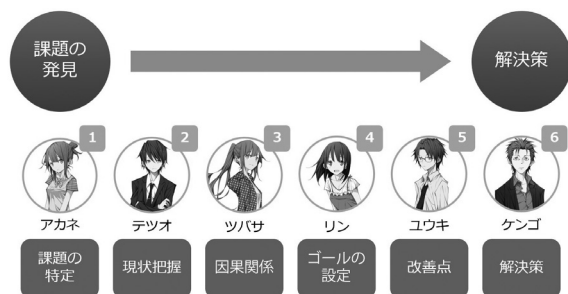 課題の
発見
解決策
1
2
3
4
5
6
アカネ
テツオ
ツバサ
リン
ユウキ
ケンゴ
課題の
特定
現状把握
因果関係
ゴールの
設定
改善点
解決策